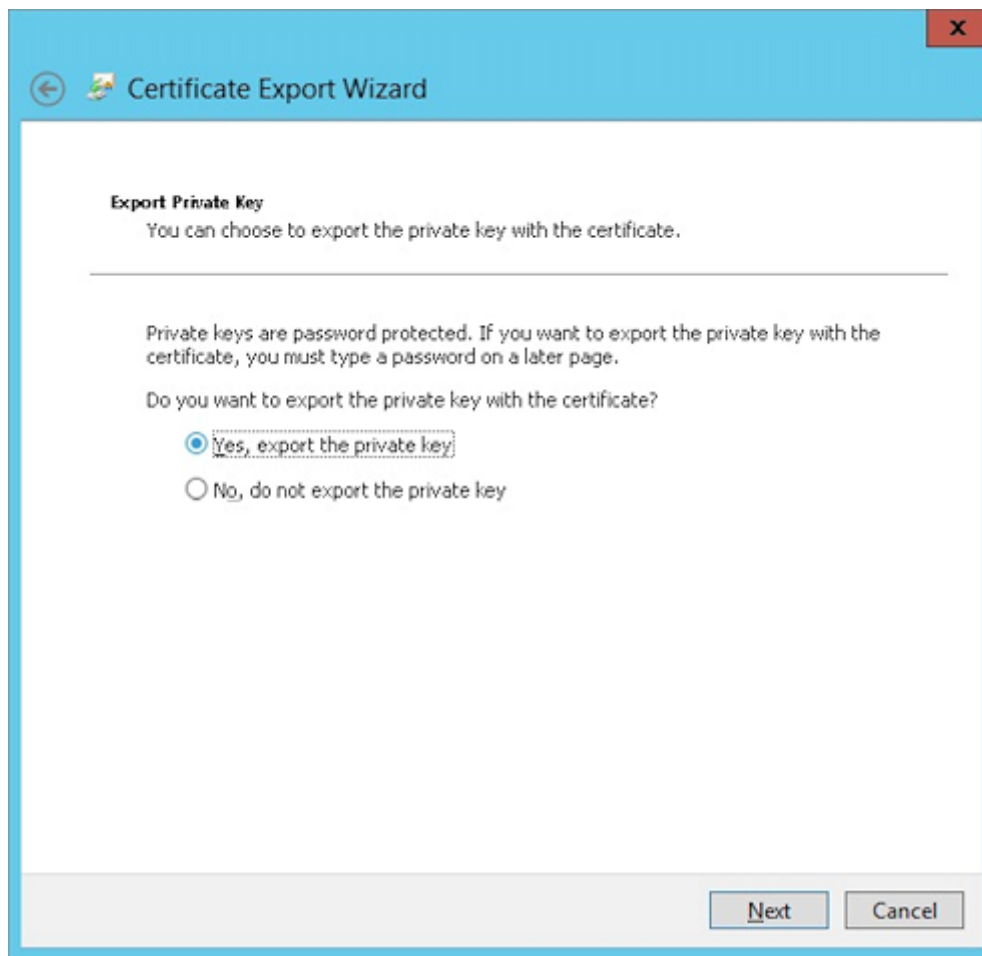 Certificate Export Wizard
Export Private Key
You can choose to export the private key with the certificate.
Private keys are password protected. If you want to export the private key with the
certificate, you must type a password on a later page.
Do you want to export the private key with the certificate?
Yes, export the private key
No, do not export the private key
Next
Cancel